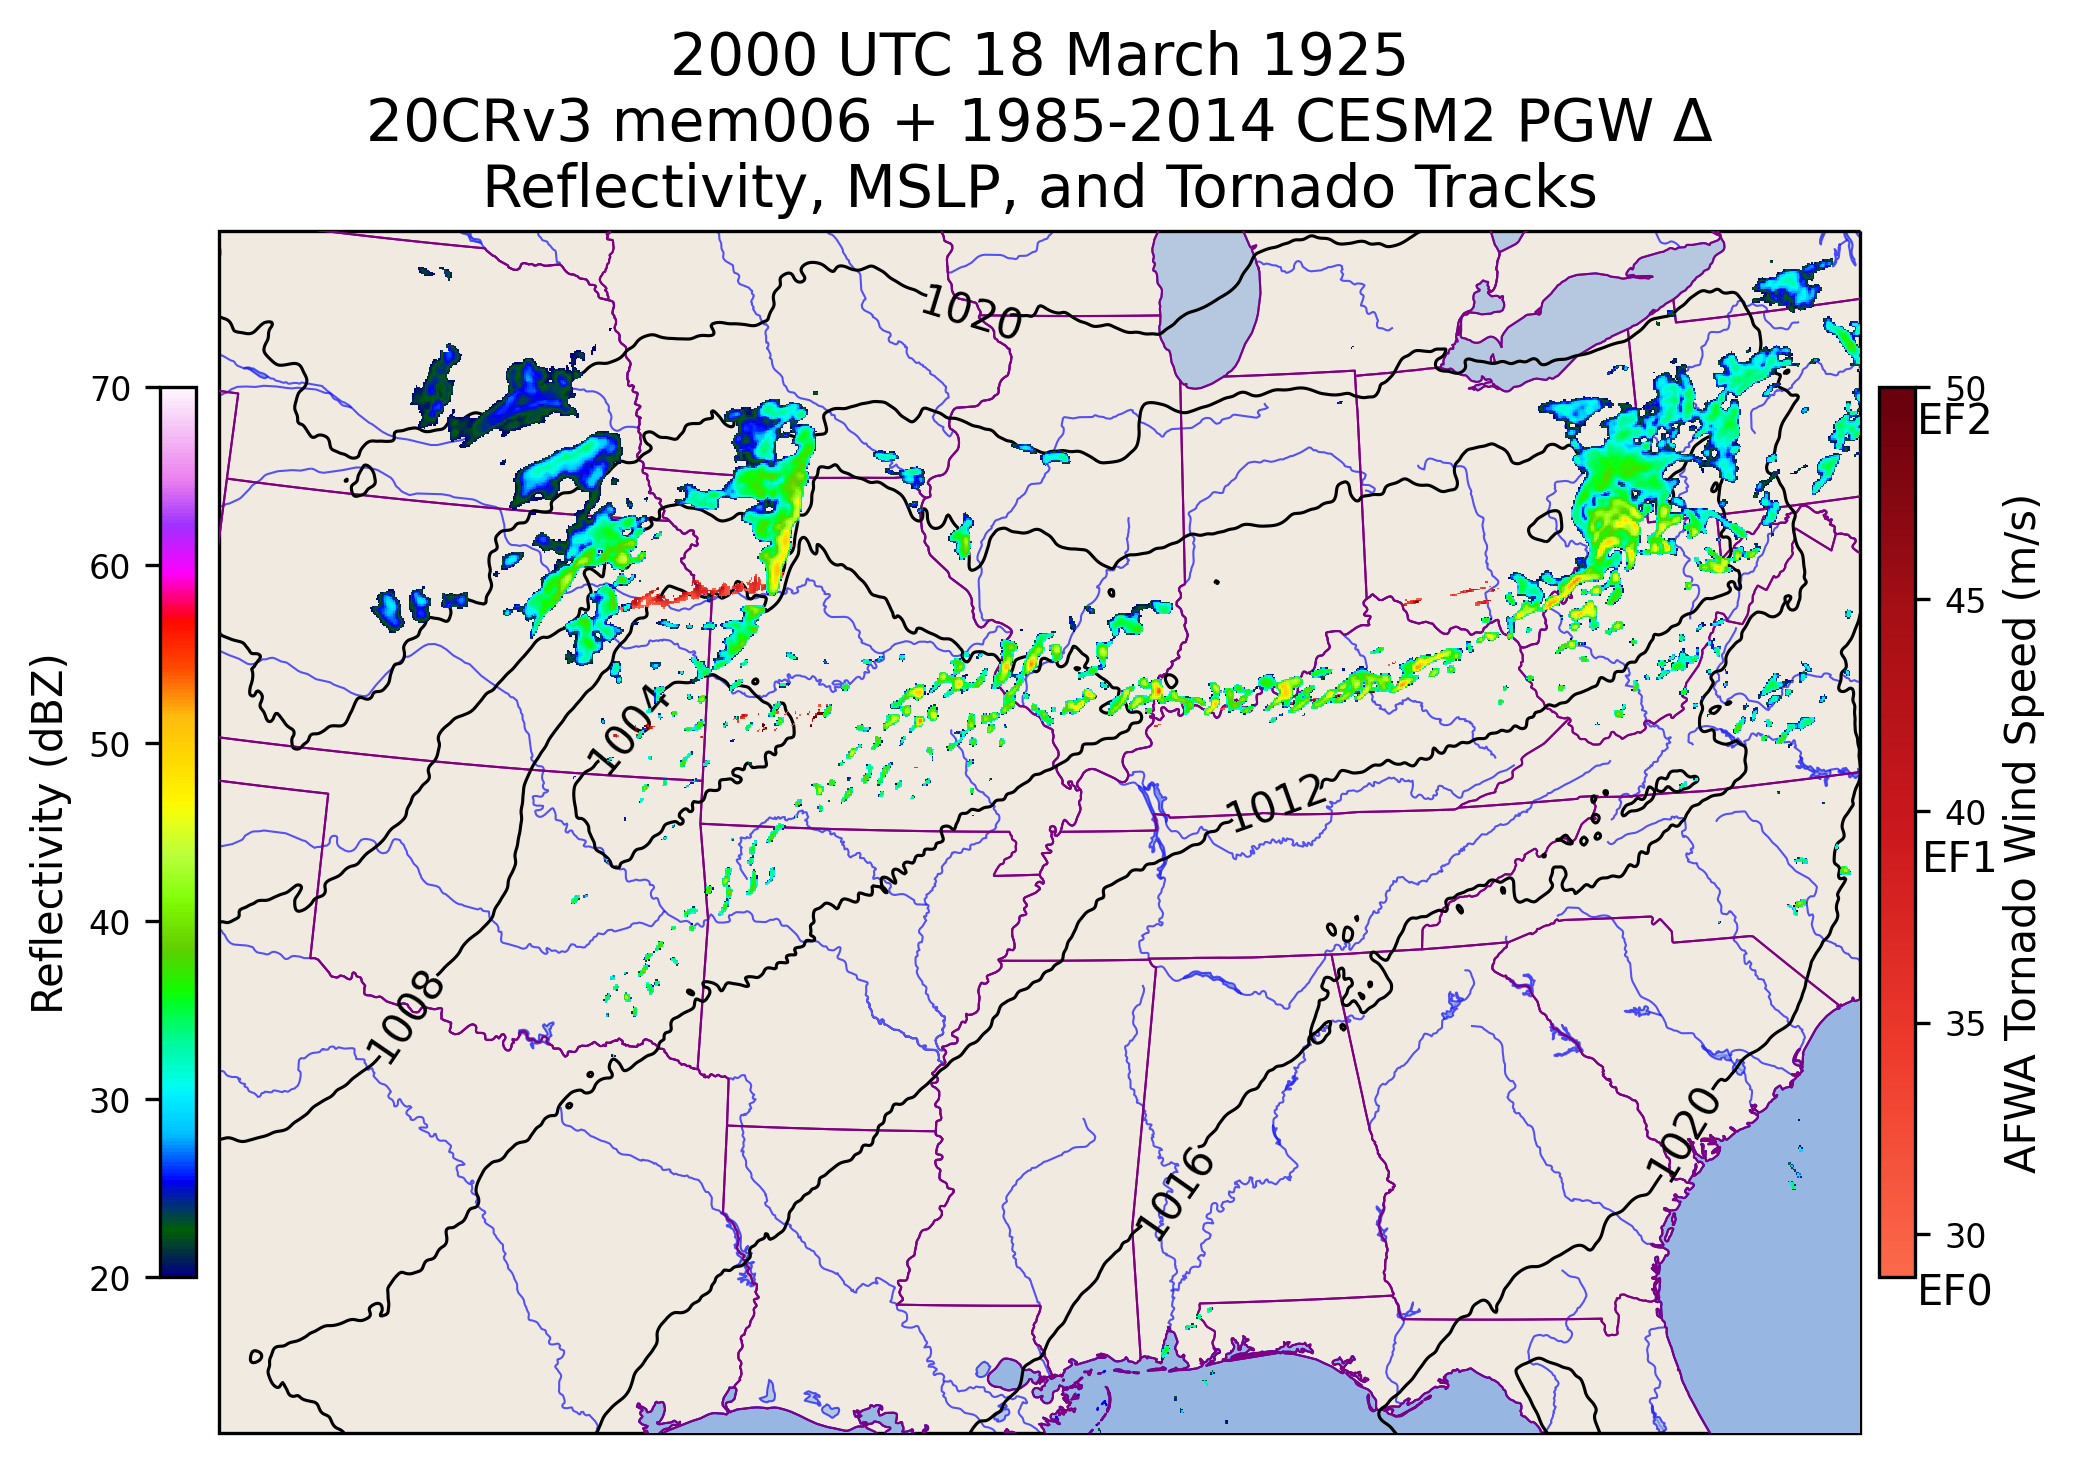 2000 UTC 18 March 1925
20CRv3 mem006 + 1985-2014 CESM2 PGW Δ
Reflectivity, MSLP, and Tornado Tracks
70
60
50
40
30
20
Reflectivity (dBZ)
1020
1004
1012
1008
1016
1020
50
EF2
45
40
EF1
35
30
EF0
AFWA Tornado Wind Speed (m/s)